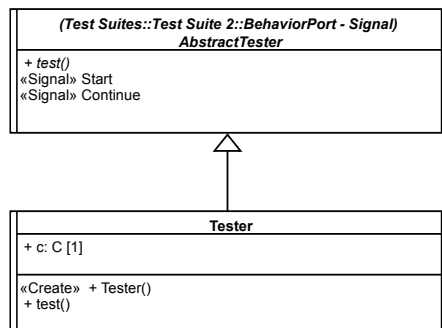 (Test Suites::Test Suite 2::BehaviorPort - Signal)
AbstractTester
+ test()
«Signal» Start
«Signal» Continue
Tester
+ c: C [1]
«Create»  + Tester()
+ test()